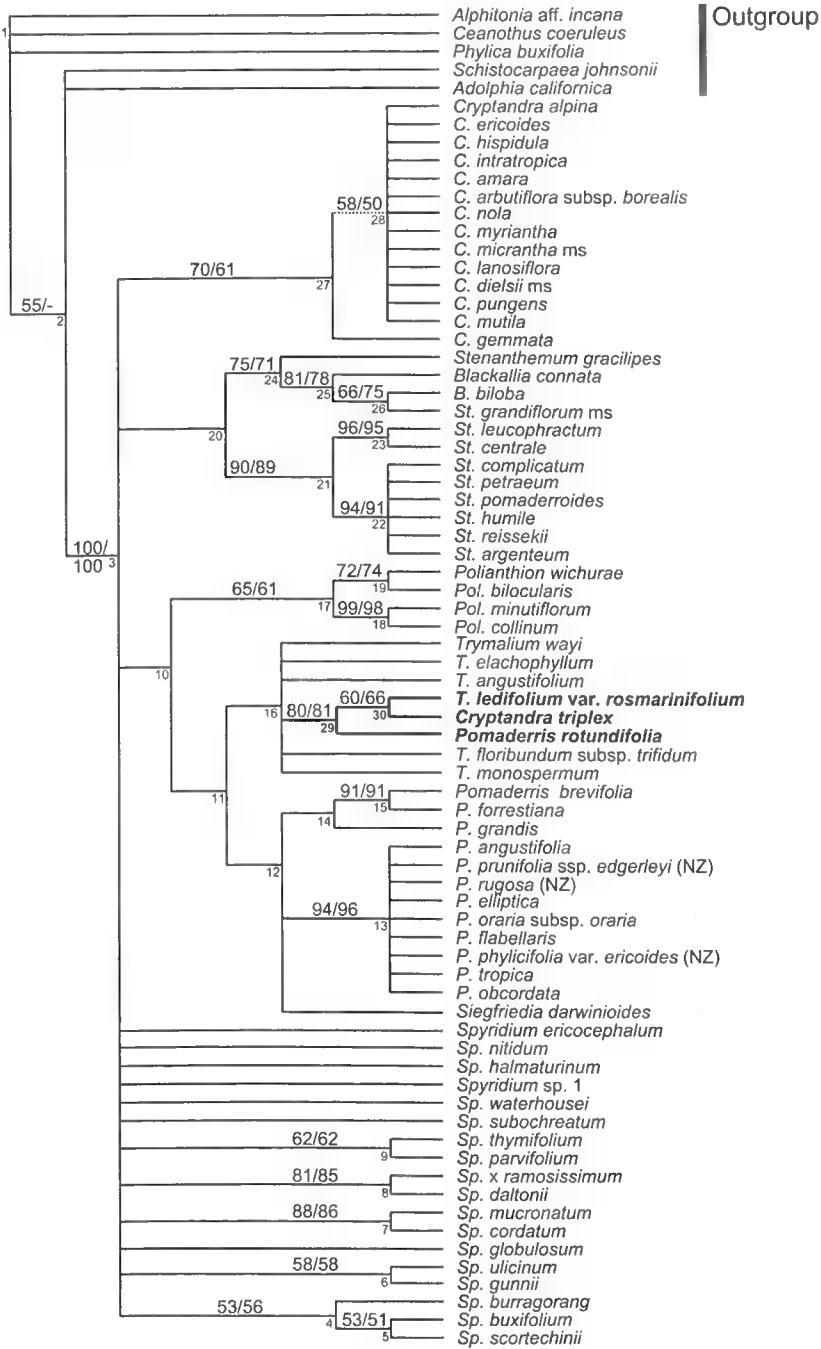 Outgroup
Alphitonia aff. incana
1
Ceanothus coeruleus
Phylica buxifolia
Schistocarpaea johnsonii
Adolphia californica
Cryptandra alpina
C. ericoides
C. hispidula
C. intratropica
C. amara
C. arbutiflora subsp. borealis
58/50
C. nola
28
C. myriantha
C. micrantha ms
70/61
C. lanosiflora
27
C. dielsii ms
C. pungens
55/-
2
C. mutila
C. gemmata
75/71
Stenanthemum gracilipes
24
81/78
Blackallia connata
25
66/75
B. biloba
26
St. grandiflorum ms
20
96/95
St. leucophractum
23
St. centrale
90/89
St. complicatum
21
St. petraeum
94/91
St. pomaderroides
22
St. humile
St. reissekii
100/
100
3
St. argenteum
72/74
Polianthion wichurae
65/61
19
Pol. bilocularis
17
99/98
Pol. minutiflorum
18
Pol. collinum
Trymalium wayi
10
T. elachophyllum
T. angustifolium
60/66
T. ledifolium var. rosmarinifolium
16
80/81
30
Cryptandra triplex
29
Pomaderris rotundifolia
T. floribundum subsp. trifidum
T. monospermum
11
91/91
Pomaderris brevifolia
15
P. forrestiana
14
P. grandis
P. angustifolia
12
P. prunifolia ssp. edgerleyi (NZ)
P. rugosa (NZ)
P. elliptica
94/96
P. oraria subsp. oraria
13
P. flabellaris
P. phylicifolia var. ericoides (NZ)
P. tropica
P. obcordata
Siegfriedia darwinioides
Spyridium ericocephalum
Sp. nitidum
Sp. halmaturinum
Spyridium sp. 1
Sp. waterhousei
Sp. subochreatum
62/62
Sp. thymifolium
9
Sp. parvifolium
81/85
Sp. x ramosissimum
8
Sp. daltonii
88/86
Sp. mucronatum
7
Sp. cordatum
Sp. globulosum
58/58
Sp. ulicinum
6
Sp. gunnii
53/56
Sp. burragorang
4
53/51
Sp. buxifolium
5
Sp. scortechinii